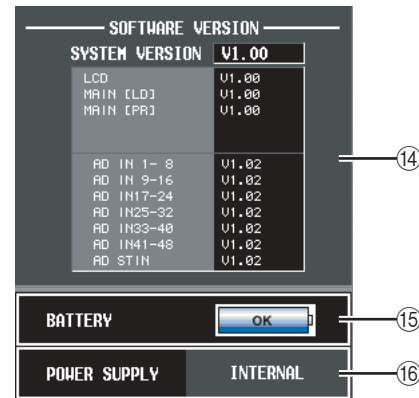 SOFTWARE VERSION
SYSTEM VERSION V1.00
LCD V1.00
MAIN [LD] V1.00
MAIN [PR] V1.00
AD IN 1- 8 V1.02
AD IN 9-16 V1.02
AD IN17-24 V1.02
AD IN25-32 V1.02
AD IN33-40 V1.02
AD IN41-48 V1.02
AD STIN V1.02
⑭
BATTERY OK ⑮
POWER SUPPLY INTERNAL ⑯